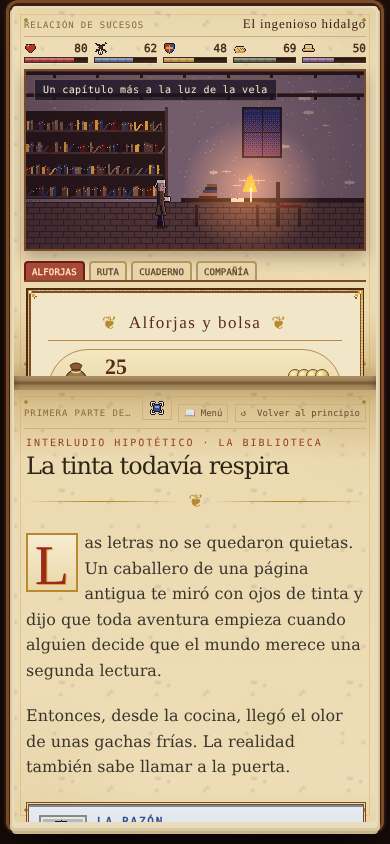 RELACIÓN DE SUCESOS
El ingenioso hidalgo
80 62 48 69 50
Un capítulo más a la luz de la vela
ALFORJAS RUTA CUADERNO COMPAÑÍA
Alforjas y bolsa
25
PRIMERA PARTE DE… Menú ↺ Volver al principio
INTERLUDIO HIPOTÉTICO · LA BIBLIOTECA
La tinta todavía respira
Las letras no se quedaron quietas.
Un caballero de una página
antigua te miró con ojos de tinta y
dijo que toda aventura empieza cuando
alguien decide que el mundo merece una
segunda lectura.
Entonces, desde la cocina, llegó el olor
de unas gachas frías. La realidad
también sabe llamar a la puerta.
LA RAZÓN